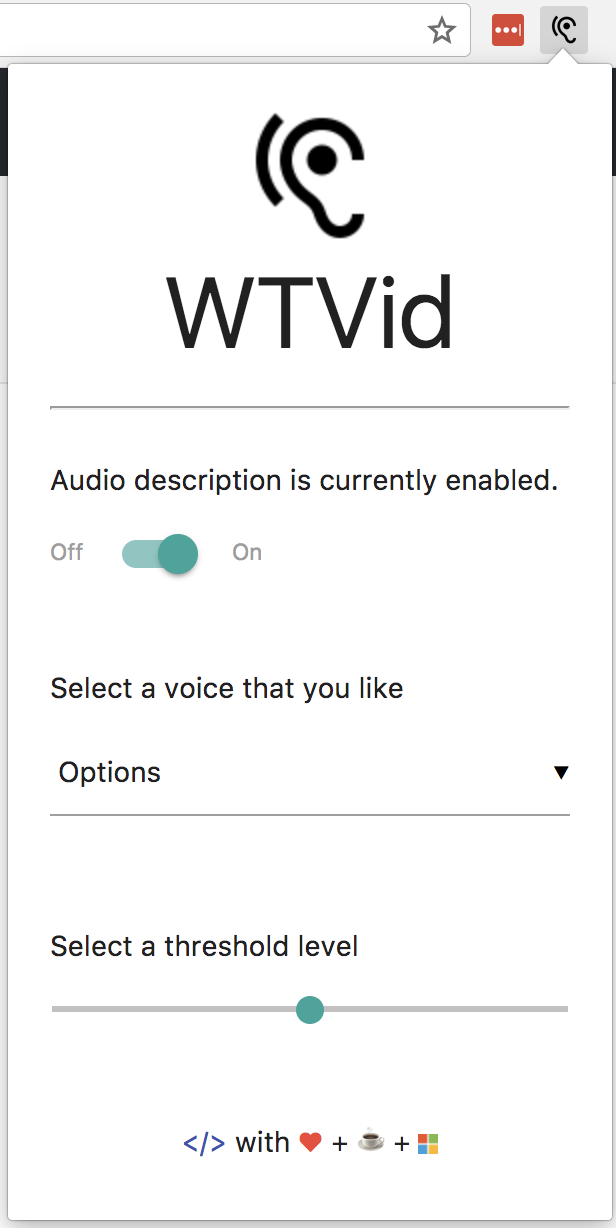 WTVid
Audio description is currently enabled.
Off On
Select a voice that you like
Options ▼
Select a threshold level
</> with ❤️ + ☕ +